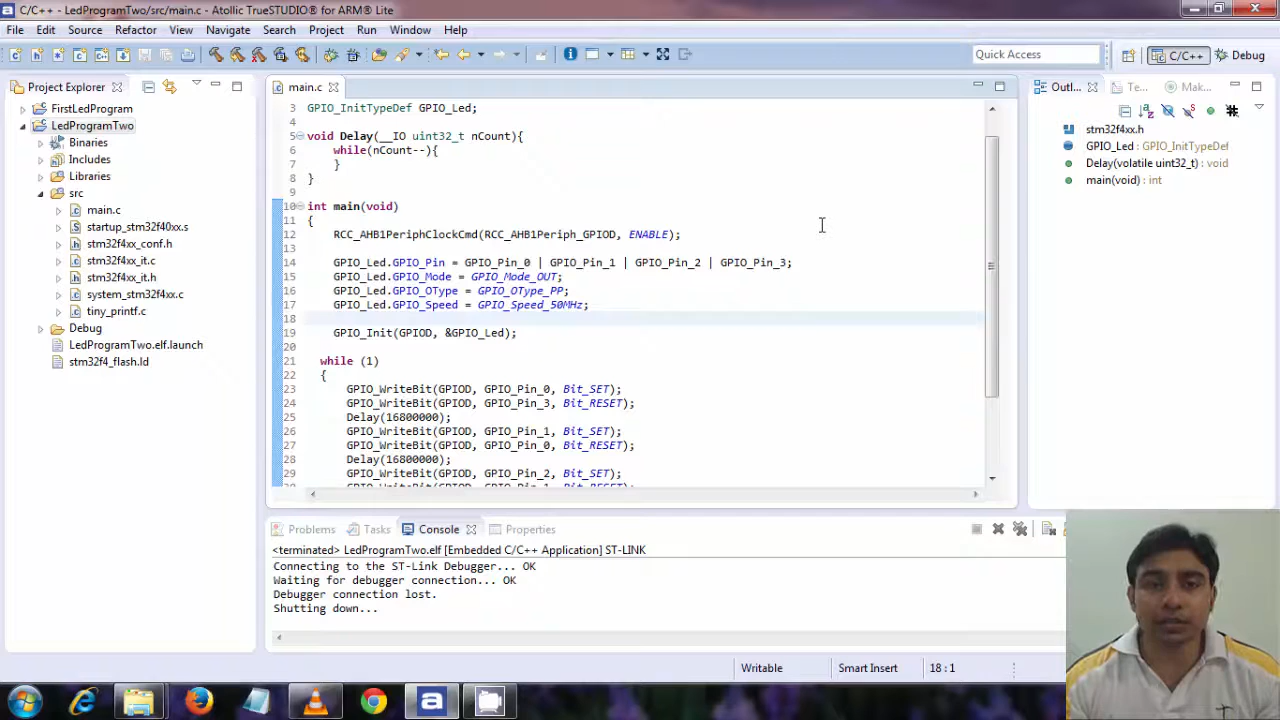 C/C++ - LedProgramTwo/src/main.c - Atollic TrueSTUDIO® for ARM® Lite
File Edit Source Refactor View Navigate Search Project Run Window Help
Quick Access
C/C++
Debug
Project Explorer
FirstLedProgram
LedProgramTwo
Binaries
Includes
Libraries
src
main.c
startup_stm32f40xx.s
stm32f4xx_conf.h
stm32f4xx_it.c
stm32f4xx_it.h
system_stm32f4xx.c
tiny_printf.c
Debug
LedProgramTwo.elf.launch
stm32f4_flash.ld
main.c
3 GPIO_InitTypeDef GPIO_Led;
4
5 void Delay(__IO uint32_t nCount){
6 while(nCount--){
7 }
8 }
9
10 int main(void)
11 {
12 RCC_AHB1PeriphClockCmd(RCC_AHB1Periph_GPIOD, ENABLE);
13
14 GPIO_Led.GPIO_Pin = GPIO_Pin_0 | GPIO_Pin_1 | GPIO_Pin_2 | GPIO_Pin_3;
15 GPIO_Led.GPIO_Mode = GPIO_Mode_OUT;
16 GPIO_Led.GPIO_OType = GPIO_OType_PP;
17 GPIO_Led.GPIO_Speed = GPIO_Speed_50MHz;
18
19 GPIO_Init(GPIOD, &GPIO_Led);
20
21 while (1)
22 {
23 GPIO_WriteBit(GPIOD, GPIO_Pin_0, Bit_SET);
24 GPIO_WriteBit(GPIOD, GPIO_Pin_3, Bit_RESET);
25 Delay(16800000);
26 GPIO_WriteBit(GPIOD, GPIO_Pin_1, Bit_SET);
27 GPIO_WriteBit(GPIOD, GPIO_Pin_0, Bit_RESET);
28 Delay(16800000);
29 GPIO_WriteBit(GPIOD, GPIO_Pin_2, Bit_SET);
Outl... Te... Mak...
stm32f4xx.h
GPIO_Led : GPIO_InitTypeDef
Delay(volatile uint32_t) : void
main(void) : int
Problems Tasks Console Properties
<terminated> LedProgramTwo.elf [Embedded C/C++ Application] ST-LINK
Connecting to the ST-Link Debugger... OK
Waiting for debugger connection... OK
Debugger connection lost.
Shutting down...
Writable Smart Insert 18 : 1